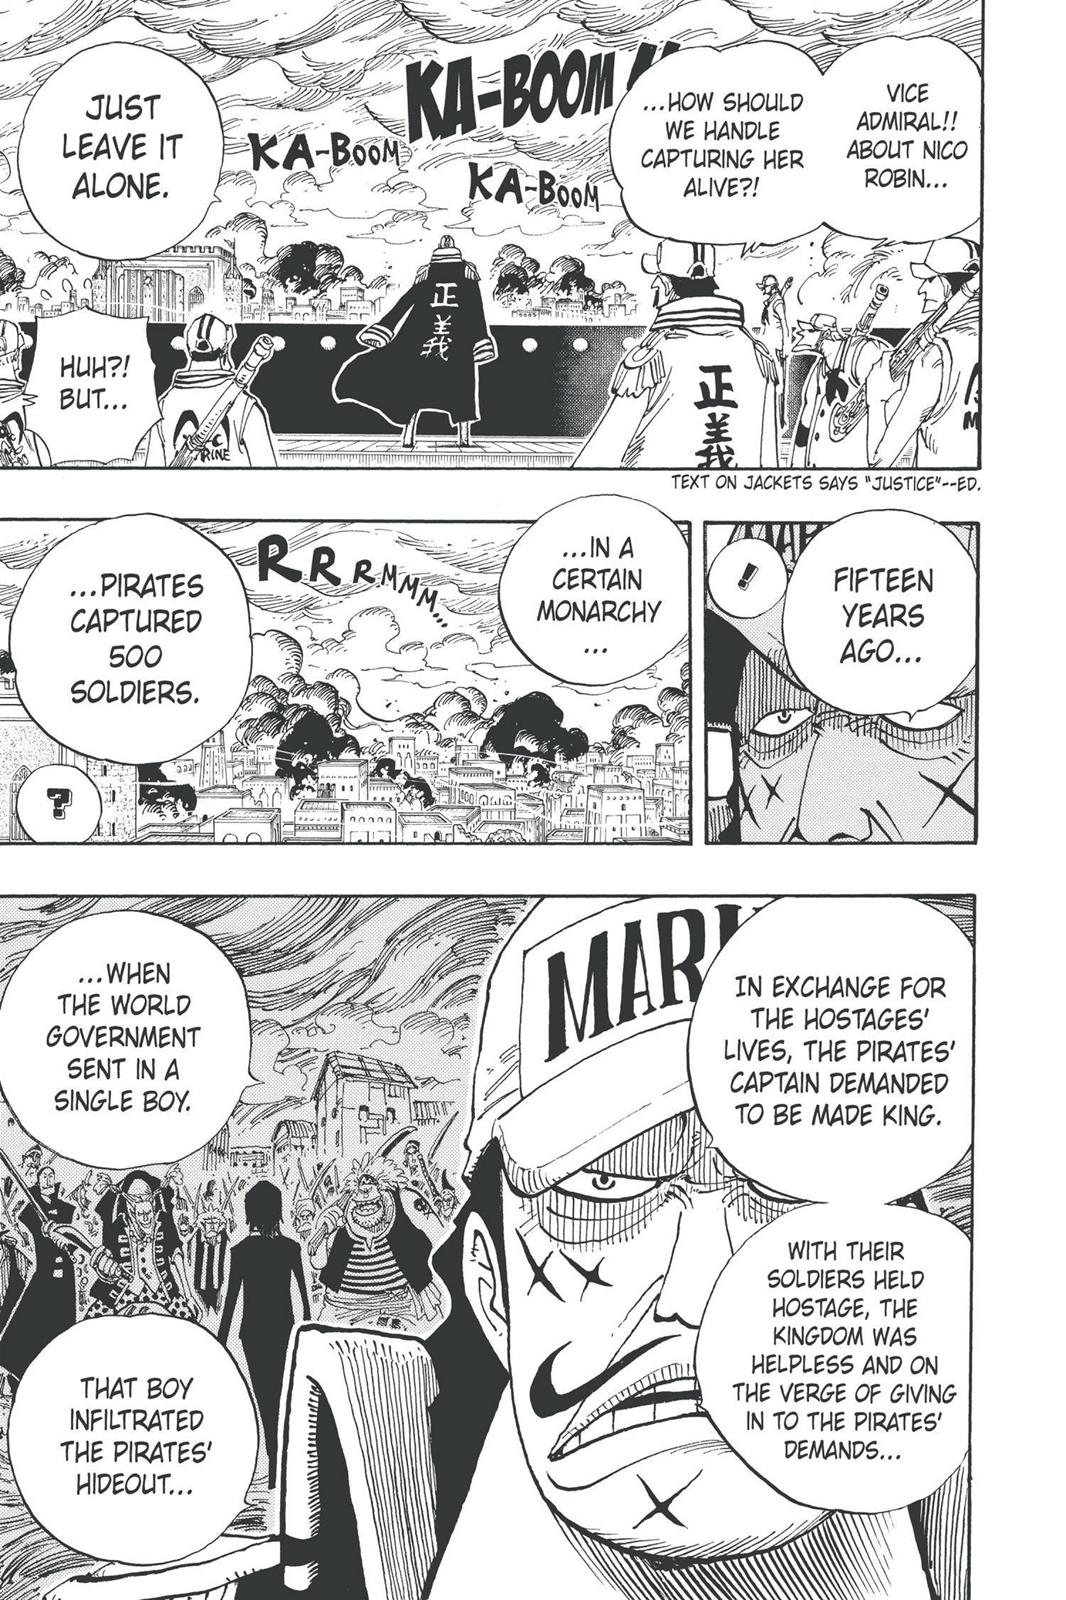 VICE
ADMIRAL!!
ABOUT NICO
ROBIN...
...HOW SHOULD
WE HANDLE
CAPTURING HER
ALIVE?!
KA-BOOM!!
KA-BOOM
KA-BOOM
JUST
LEAVE IT
ALONE.
正義
正義
HUH?!
BUT...
RINE
M
TEXT ON JACKETS SAYS "JUSTICE"--ED.
FIFTEEN
YEARS
AGO...
!
...IN A
CERTAIN
MONARCHY
...
RRRMMM...
...PIRATES
CAPTURED
500
SOLDIERS.
?
MARI
IN EXCHANGE FOR
THE HOSTAGES'
LIVES, THE PIRATES'
CAPTAIN DEMANDED
TO BE MADE KING.
WITH THEIR
SOLDIERS HELD
HOSTAGE, THE
KINGDOM WAS
HELPLESS AND ON
THE VERGE OF GIVING
IN TO THE PIRATES'
DEMANDS...
...WHEN
THE WORLD
GOVERNMENT
SENT IN A
SINGLE BOY.
THAT BOY
INFILTRATED
THE PIRATES'
HIDEOUT...